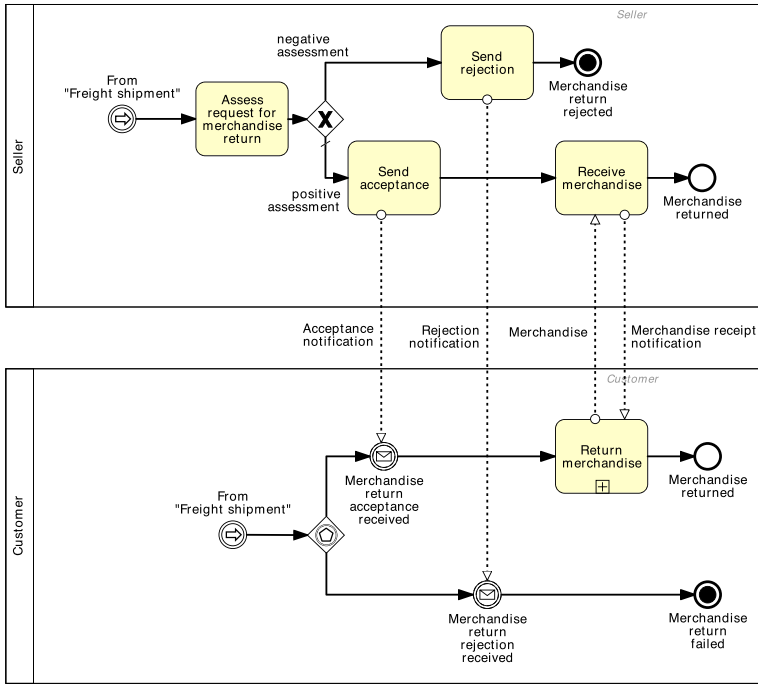 Seller
Seller
From
"Freight shipment"
Assess
request for
merchandise
return
negative
assessment
X
positive
assessment
Send
rejection
Merchandise
return
rejected
Send
acceptance
Receive
merchandise
Merchandise
returned
Acceptance
notification
Rejection
notification
Merchandise
Merchandise receipt
notification
Customer
Customer
From
"Freight shipment"
Merchandise
return
acceptance
received
Return
merchandise
Merchandise
returned
Merchandise
return
rejection
received
Merchandise
return
failed